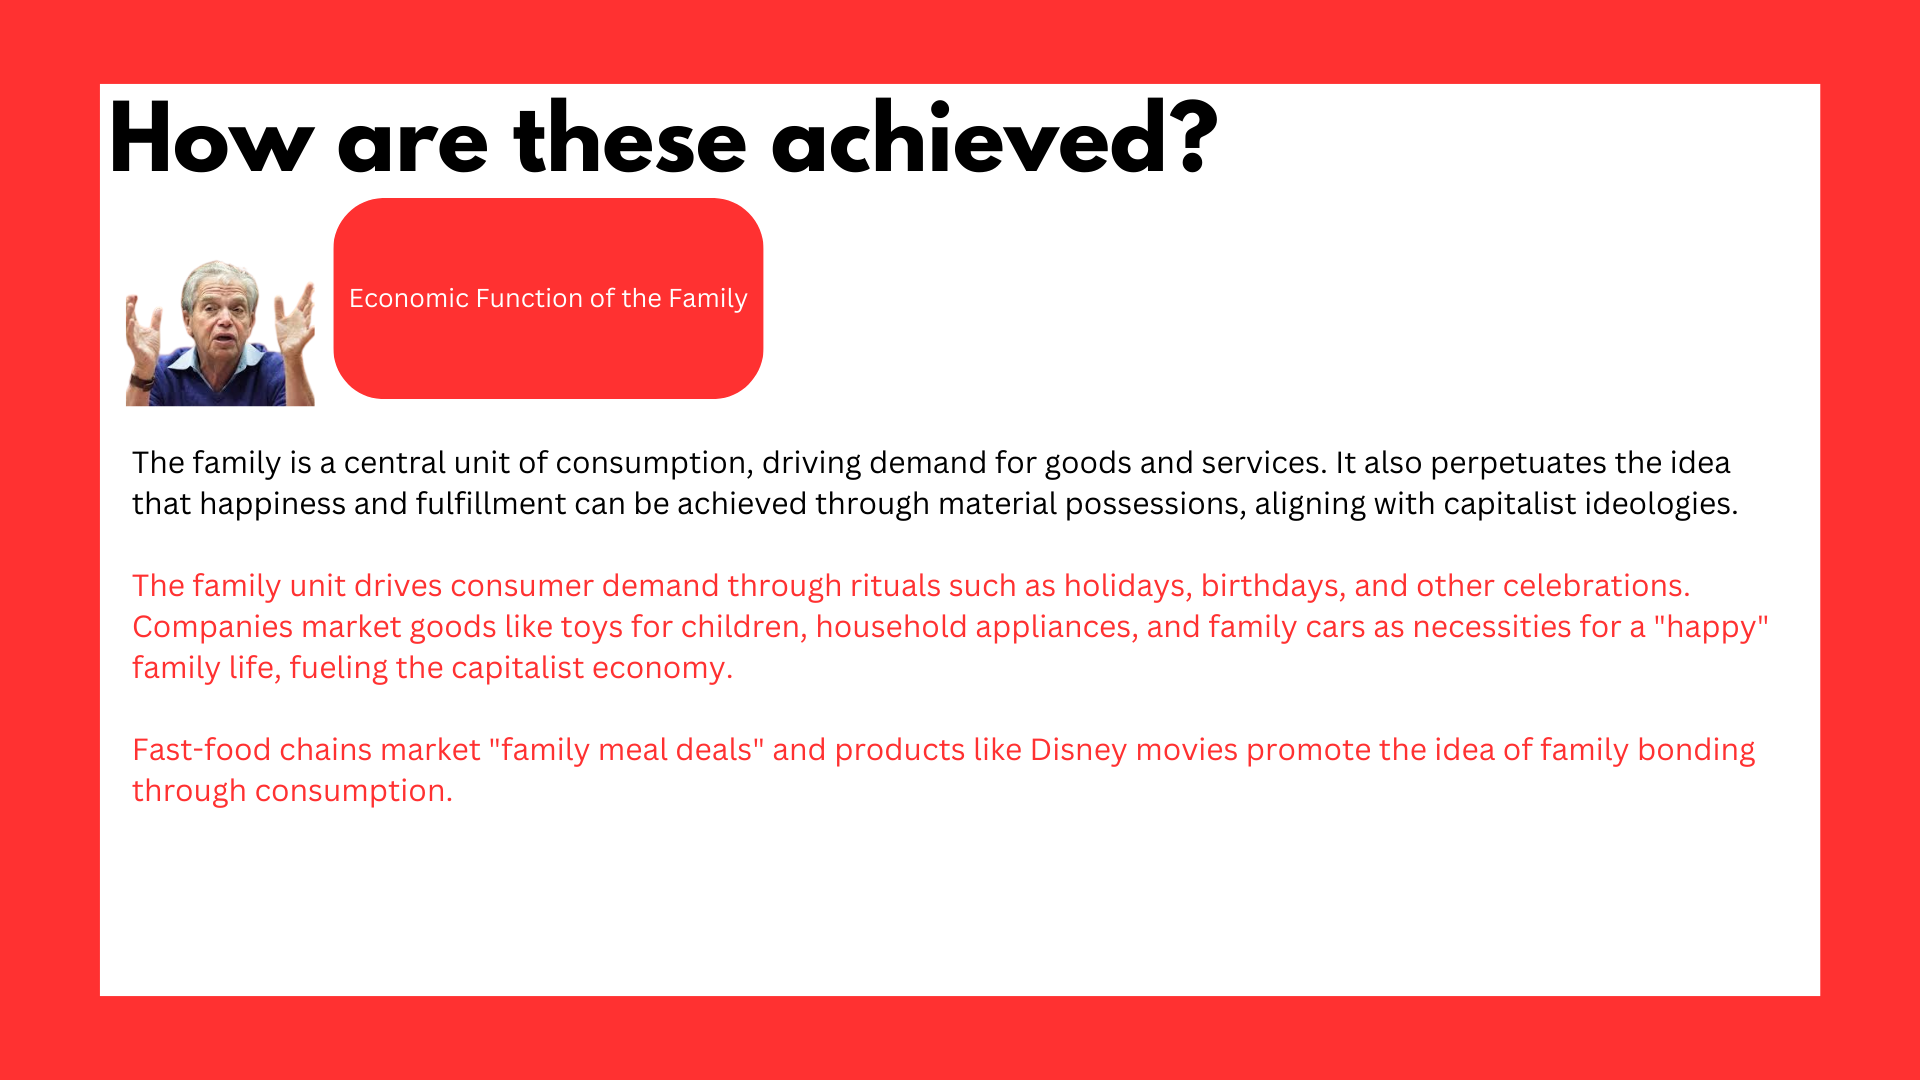 How are these achieved?
Economic Function of the Family
The family is a central unit of consumption, driving demand for goods and services. It also perpetuates the idea
that happiness and fulfillment can be achieved through material possessions, aligning with capitalist ideologies.
The family unit drives consumer demand through rituals such as holidays, birthdays, and other celebrations.
Companies market goods like toys for children, household appliances, and family cars as necessities for a "happy"
family life, fueling the capitalist economy.
Fast-food chains market "family meal deals" and products like Disney movies promote the idea of family bonding
through consumption.